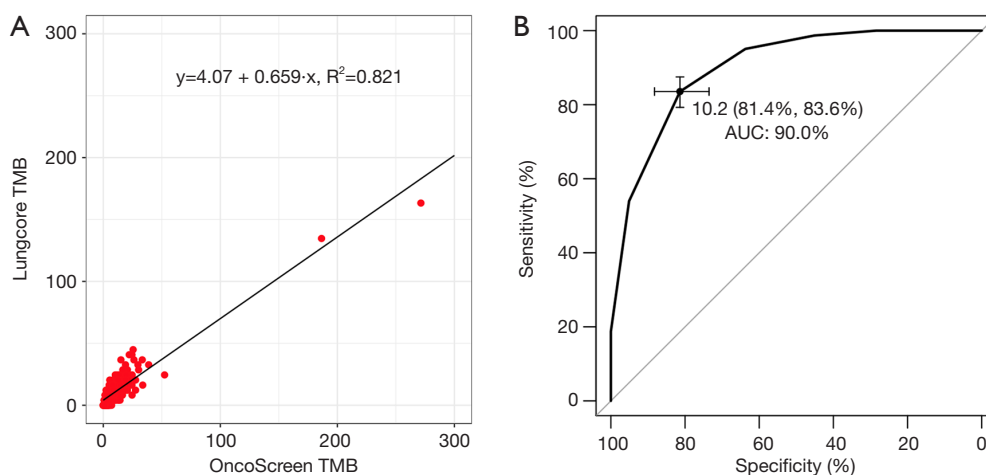 A
300
200
100
0
Lungcore TMB
y=4.07 + 0.659·x, R²=0.821
0
100
200
300
OncoScreen TMB
B
100
80
60
40
20
0
Sensitivity (%)
10.2 (81.4%, 83.6%)
AUC: 90.0%
100
80
60
40
20
0
Specificity (%)